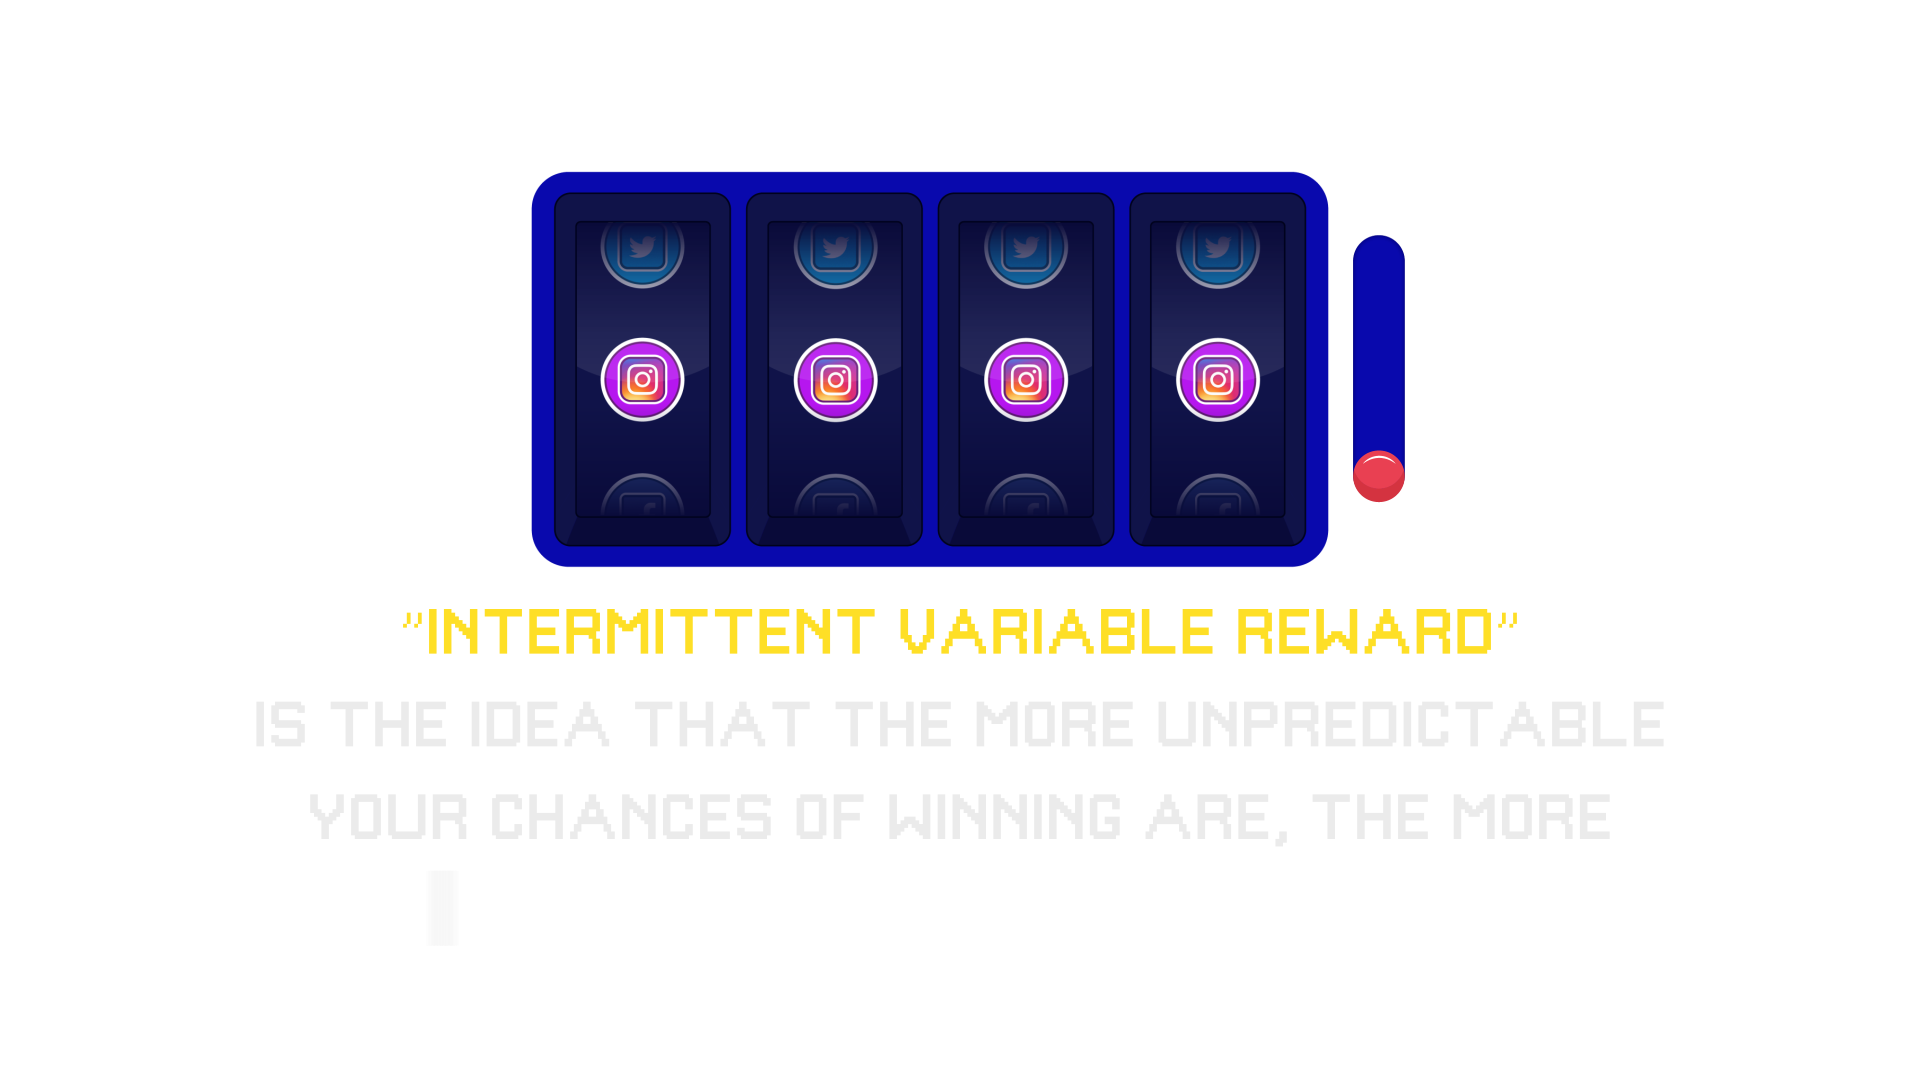 "INTERMITTENT VARIABLE REWARD"
IS THE IDEA THAT THE MORE UNPREDICTABLE
YOUR CHANCES OF WINNING ARE, THE MORE